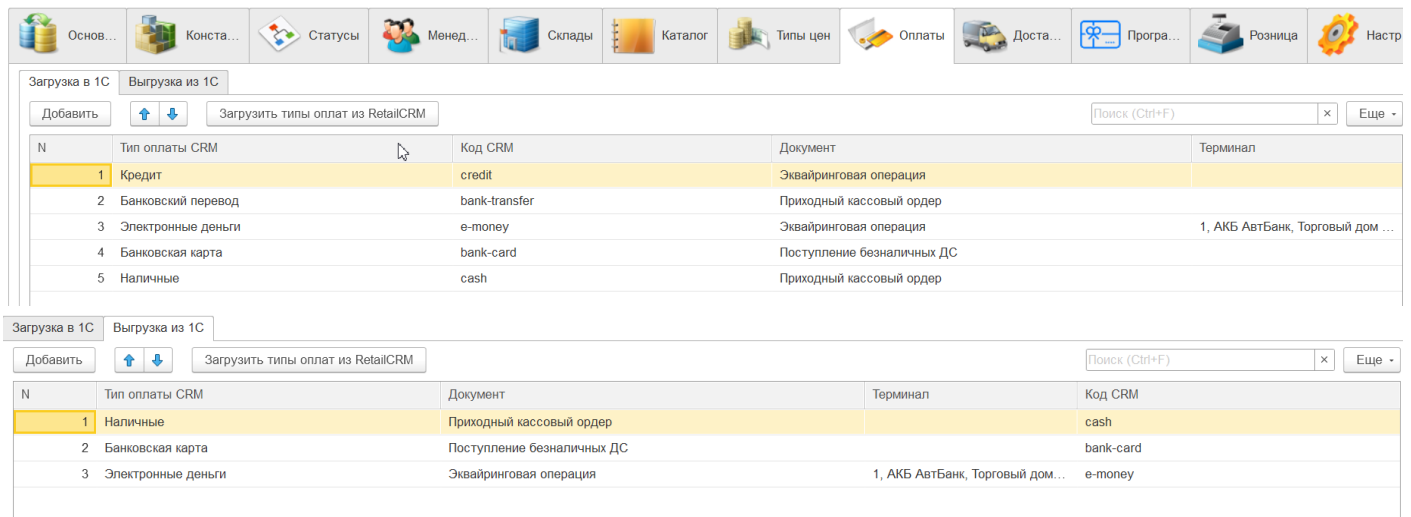 Основ... Конста... Статусы Менед... Склады Каталог Типы цен Оплаты Доста... Програ... Розница Настр
Загрузка в 1С Выгрузка из 1С
Добавить Загрузить типы оплат из RetailCRM Поиск (Ctrl+F) × Еще
N Тип оплаты CRM Код CRM Документ Терминал
1 Кредит credit Эквайринговая операция
2 Банковский перевод bank-transfer Приходный кассовый ордер
3 Электронные деньги e-money Эквайринговая операция 1, АКБ АвтБанк, Торговый дом ...
4 Банковская карта bank-card Поступление безналичных ДС
5 Наличные cash Приходный кассовый ордер
Загрузка в 1С Выгрузка из 1С
Добавить Загрузить типы оплат из RetailCRM Поиск (Ctrl+F) × Еще
N Тип оплаты CRM Документ Терминал Код CRM
1 Наличные Приходный кассовый ордер cash
2 Банковская карта Поступление безналичных ДС bank-card
3 Электронные деньги Эквайринговая операция 1, АКБ АвтБанк, Торговый дом... e-money